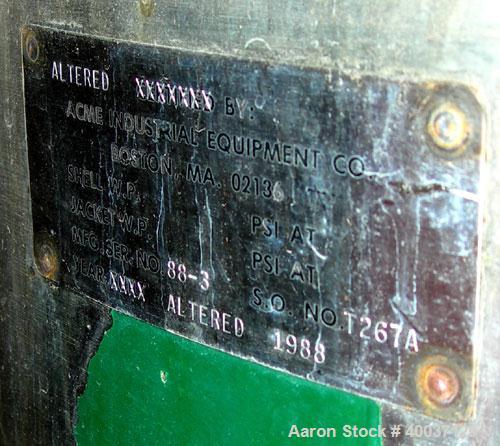 ALTERED XXXXXXX BY:
ACME INDUSTRIAL EQUIPMENT CO.
BOSTON, MA. 02136
SHELL W.P. PSI AT
JACKET W.P. PSI AT
MFG. SER. NO. 88-3 S.O. NO. T267A
YEAR XXXX ALTERED 1988
Aaron Stock #